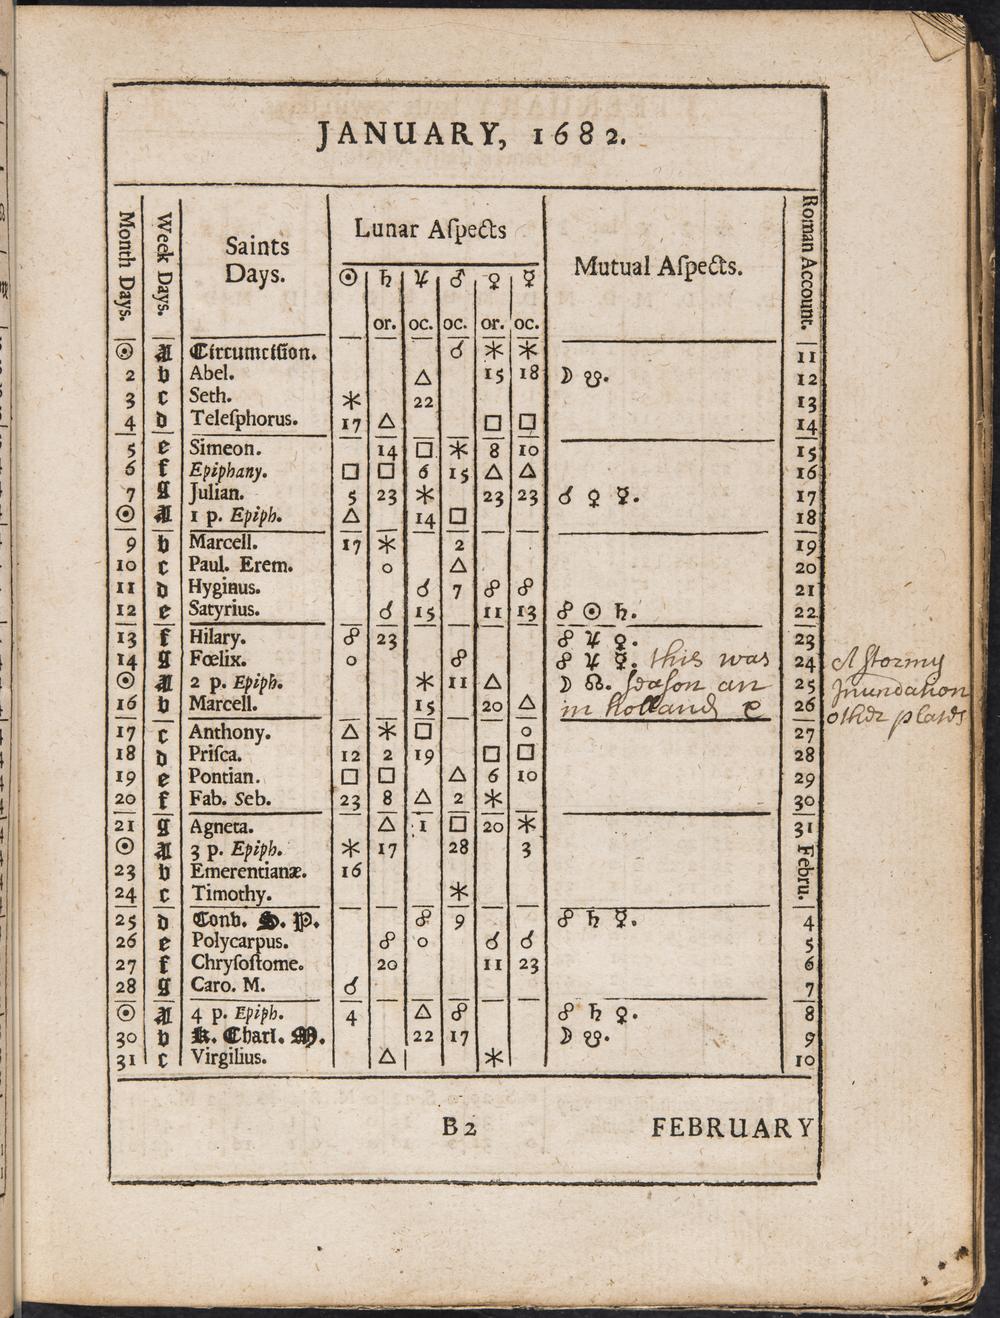 JANUARY, 1682.
Month Days. Week Days. Saints Days. Lunar Aſpects Mutual Aſpects. Roman Account.
☉ ♄ ♃ ♂ ♀ ☿
or. oc. oc. or. oc.
☉ a Circumciſion. ☌ ⚹ ⚹ 11
2 b Abel. △ 15 18 ☽ ☋. 12
3 c Seth. ⚹ 22 13
4 d Teleſphorus. 17 △ □ □ 14
5 e Simeon. 14 □ ⚹ 8 10 15
6 f Epiphany. □ □ 6 15 △ △ 16
7 g Julian. 5 23 ⚹ 23 23 ☌ ♀ ☿. 17
☉ a 1 p. Epiph. △ 14 □ 18
9 b Marcell. 17 ⚹ 2 19
10 c Paul. Erem. 0 △ 20
11 d Hyginus. ☌ 7 ☍ ☍ 21
12 e Satyrius. ☌ 15 11 13 ☍ ☉ ♄. 22
13 f Hilary. ☍ 23 ☍ ♃ ♀. 23
14 g Fœlix. 0 ☍ ☍ ♃ ☿. this was 24 a stormy
☉ a 2 p. Epiph. ⚹ 11 △ ☽ ☊. season an 25 Jnundation
16 b Marcell. 15 20 △ in holland & 26 other places
17 c Anthony. △ ⚹ □ 0 27
18 d Priſca. 12 2 19 □ □ 28
19 e Pontian. □ □ △ 6 10 29
20 f Fab. Seb. 23 8 △ 2 ⚹ 30
21 g Agneta. △ 1 □ 20 ⚹ 31
☉ a 3 p. Epiph. ⚹ 17 28 3 Febru.
23 b Emerentianæ. 16
24 c Timothy. ⚹
25 d Conv. S. P. ☍ 9 ☍ ♄ ☿. 4
26 e Polycarpus. ☍ 0 ☌ ☌ 5
27 f Chryſoſtome. 20 11 23 6
28 g Caro. M. ☌ 7
☉ a 4 p. Epiph. 4 △ ☍ ☍ ♄ ♀. 8
30 b K. Charl. M. 22 17 ☽ ☋. 9
31 c Virgilius. △ ⚹ 10
B2 FEBRUARY